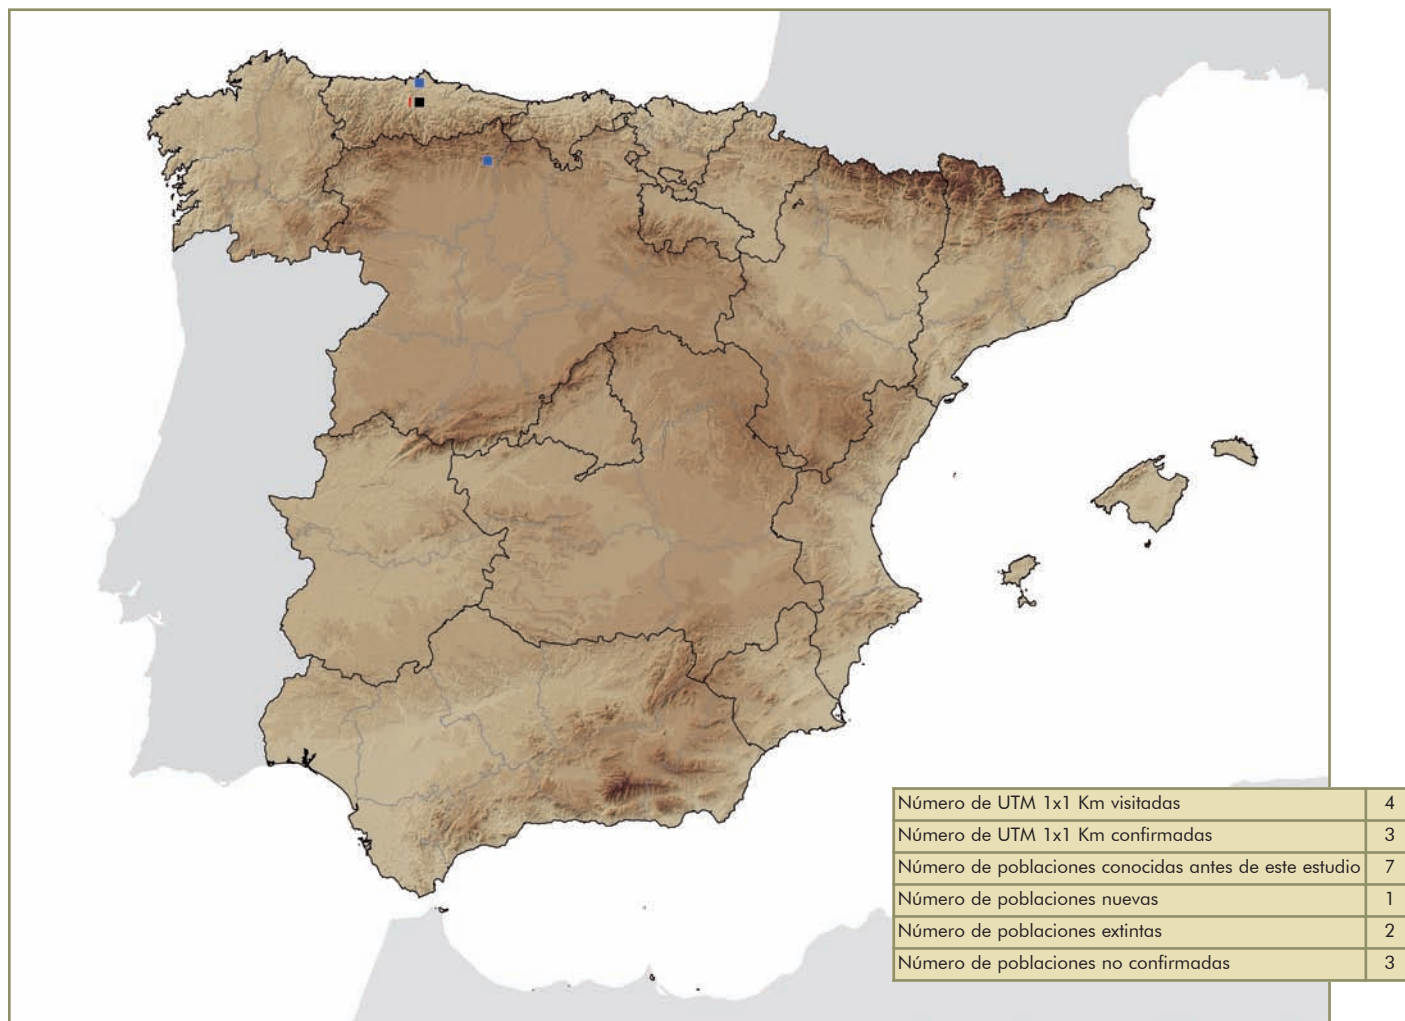 Número de UTM 1x1 Km visitadas 4
Número de UTM 1x1 Km confirmadas 3
Número de poblaciones conocidas antes de este estudio 7
Número de poblaciones nuevas 1
Número de poblaciones extintas 2
Número de poblaciones no confirmadas 3